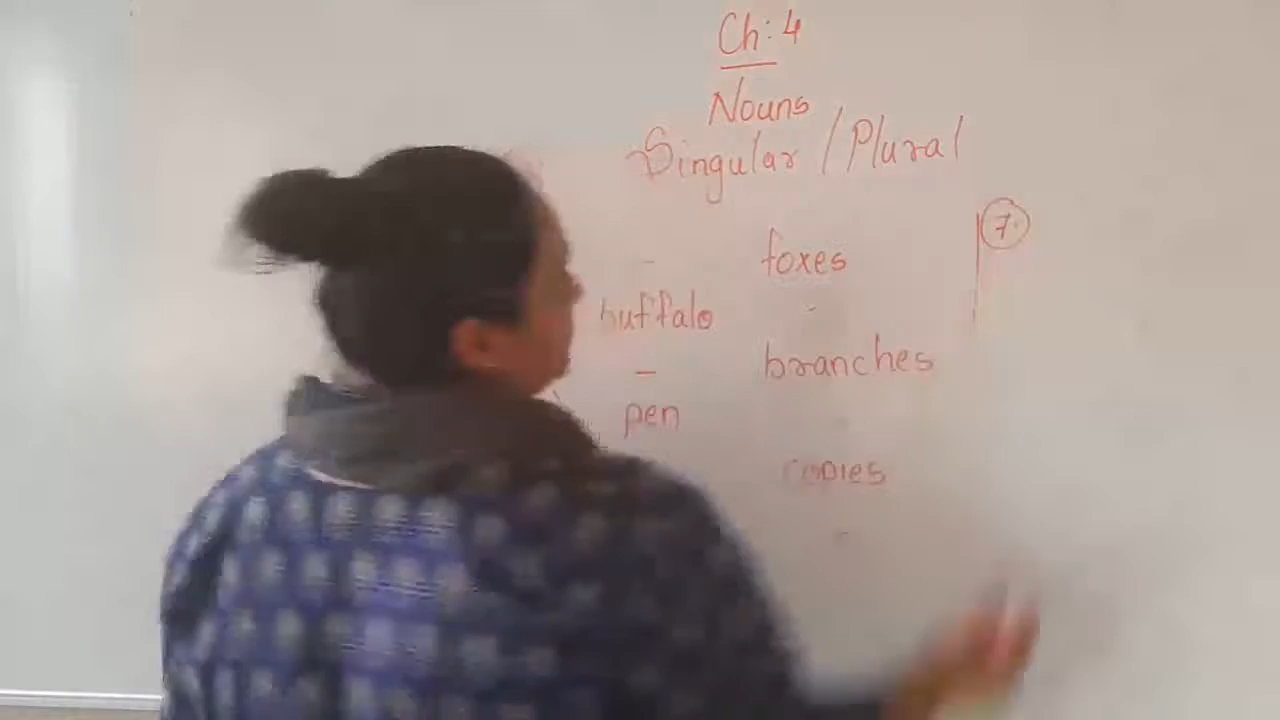 Ch: 4
Nouns
Singular / Plural
- foxes 7.
buffalo -
- branches
pen -
copies
-